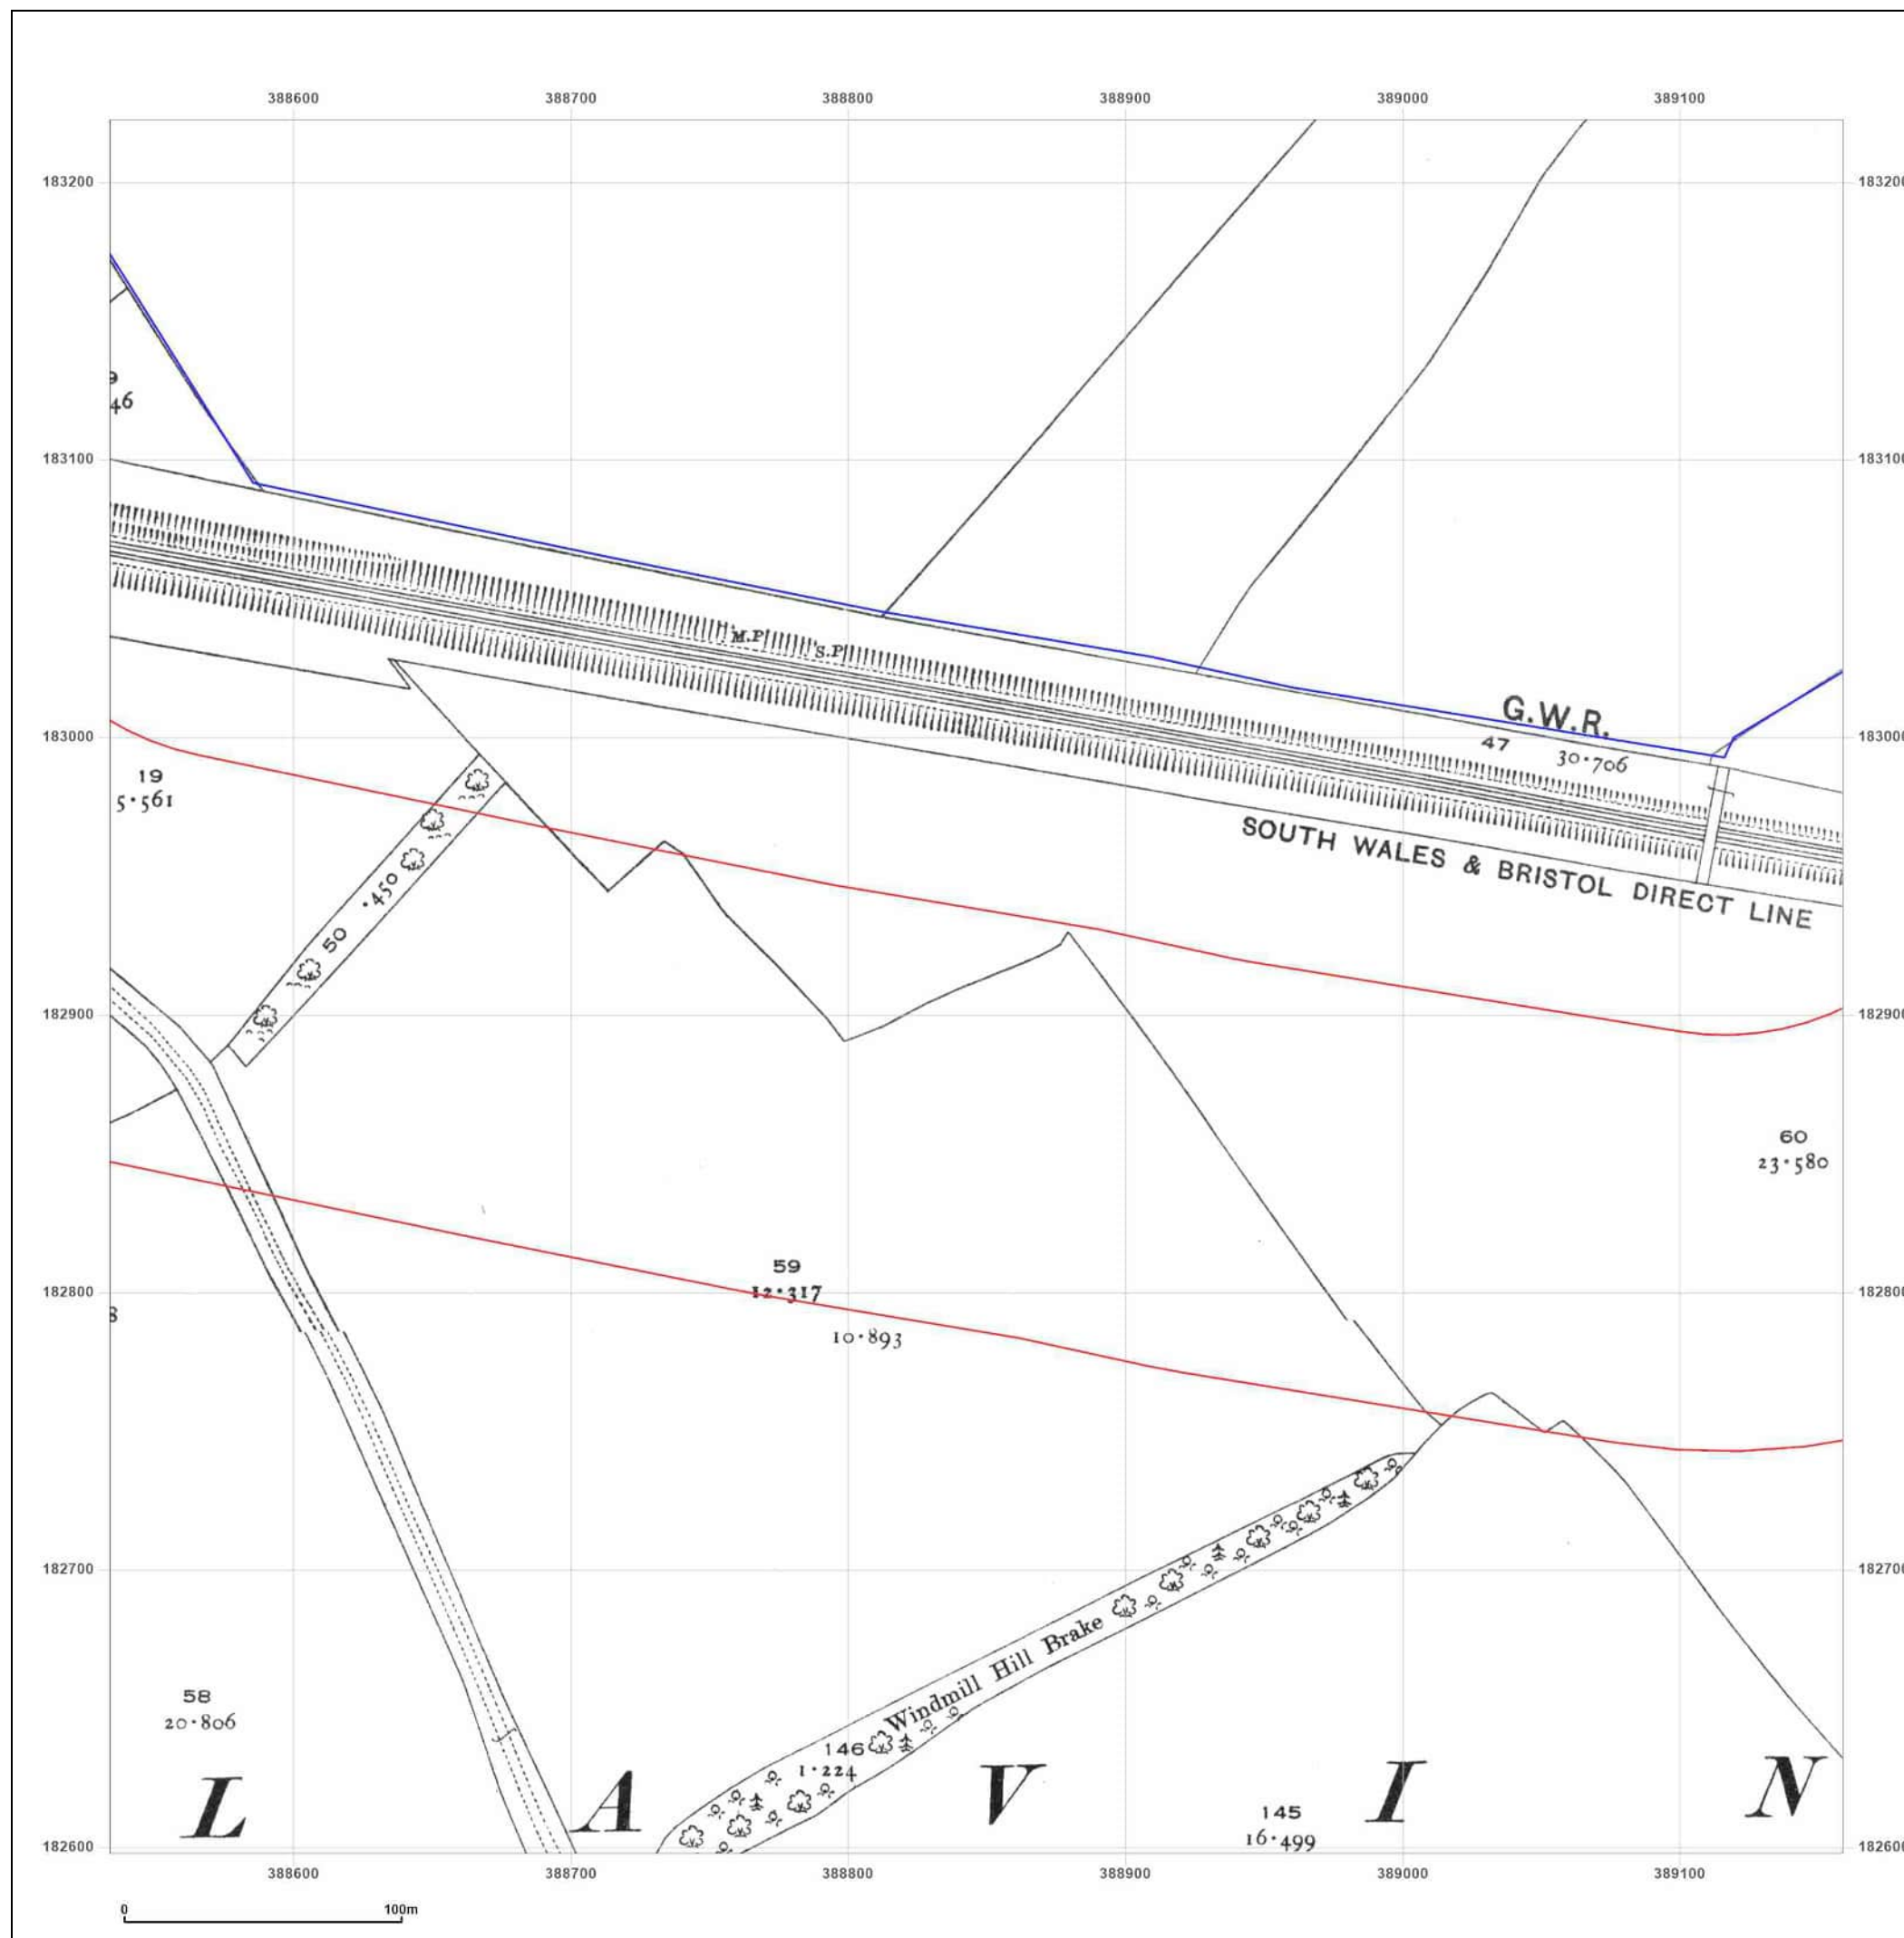 388600 388700 388800 388900 389000 389100
183200 183200
46
183100 183100
M.P
S.P
G.W.R.
47
30·706
183000 183000
19
5·561
SOUTH WALES & BRISTOL DIRECT LINE
·450
50
182900 182900
60
23·580
59
12·317
182800 182800
10·893
182700 182700
Windmill Hill Brake
58
20·806
146
1·224
L A V I N
145
16·499
182600 182600
388600 388700 388800 388900 389000 389100
0 100m